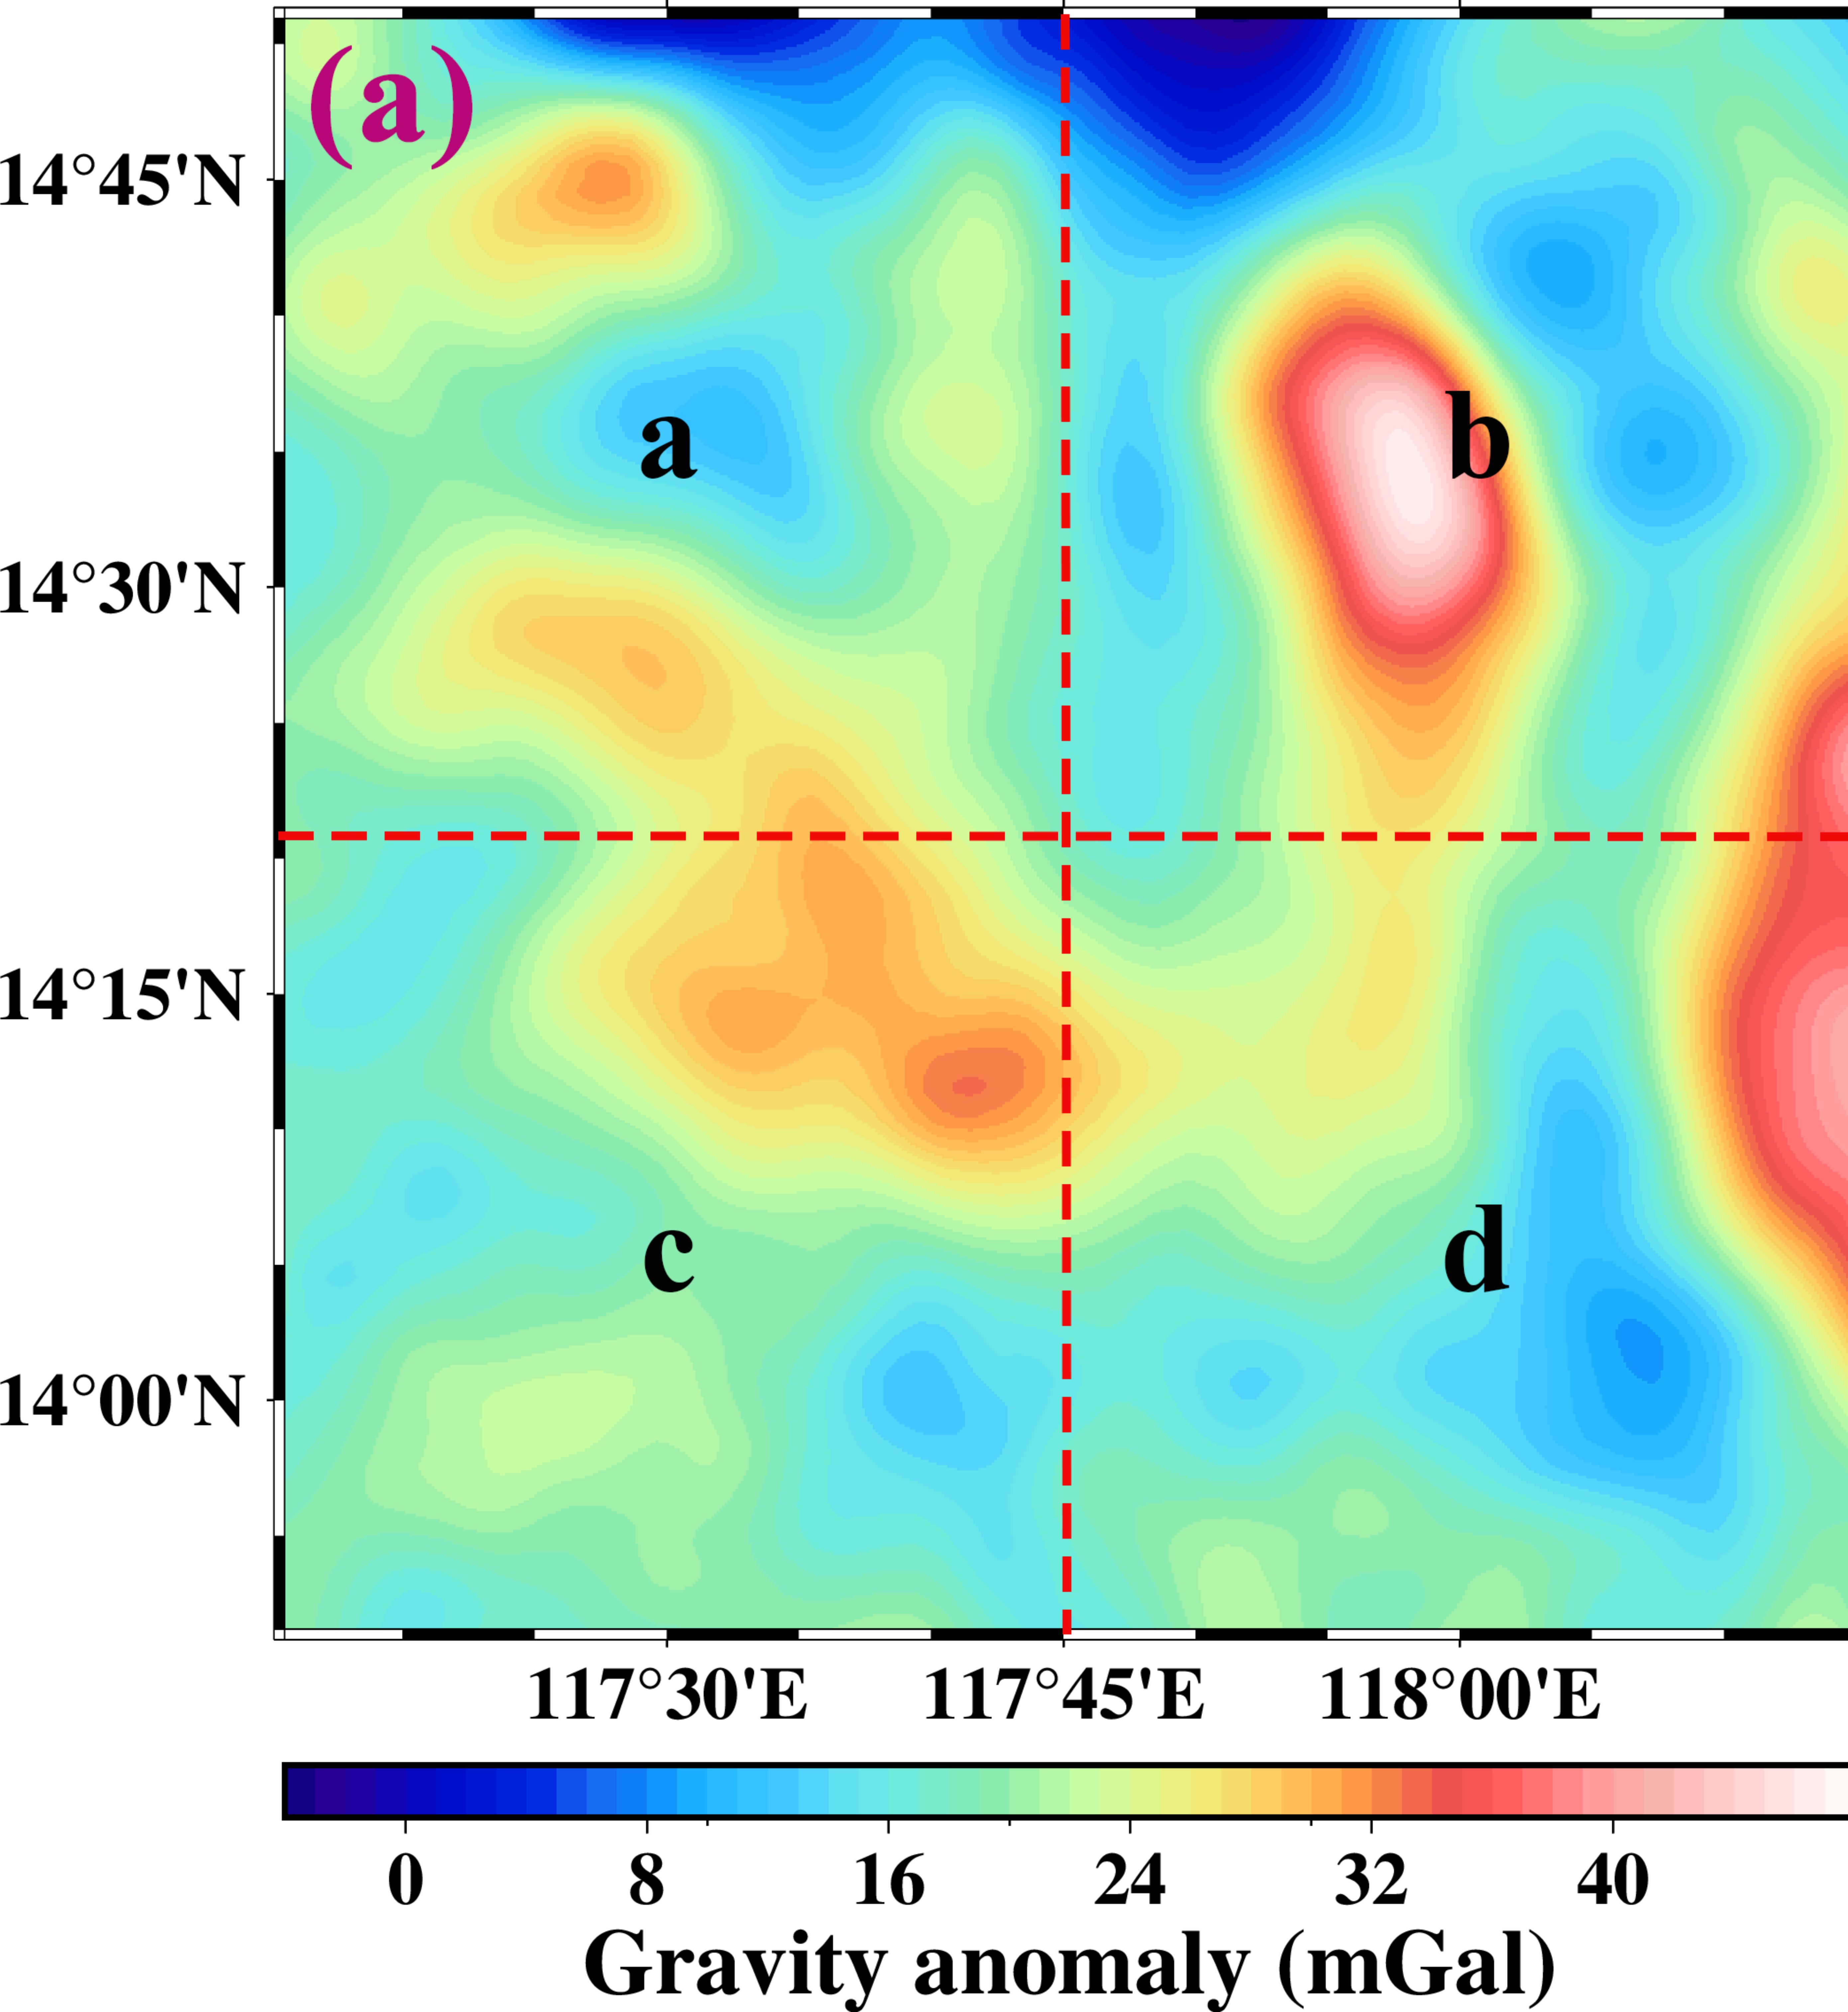 (a)
14°45'N
a
b
14°30'N
14°15'N
c
d
14°00'N
117°30'E 117°45'E 118°00'E
0 8 16 24 32 40
Gravity anomaly (mGal)